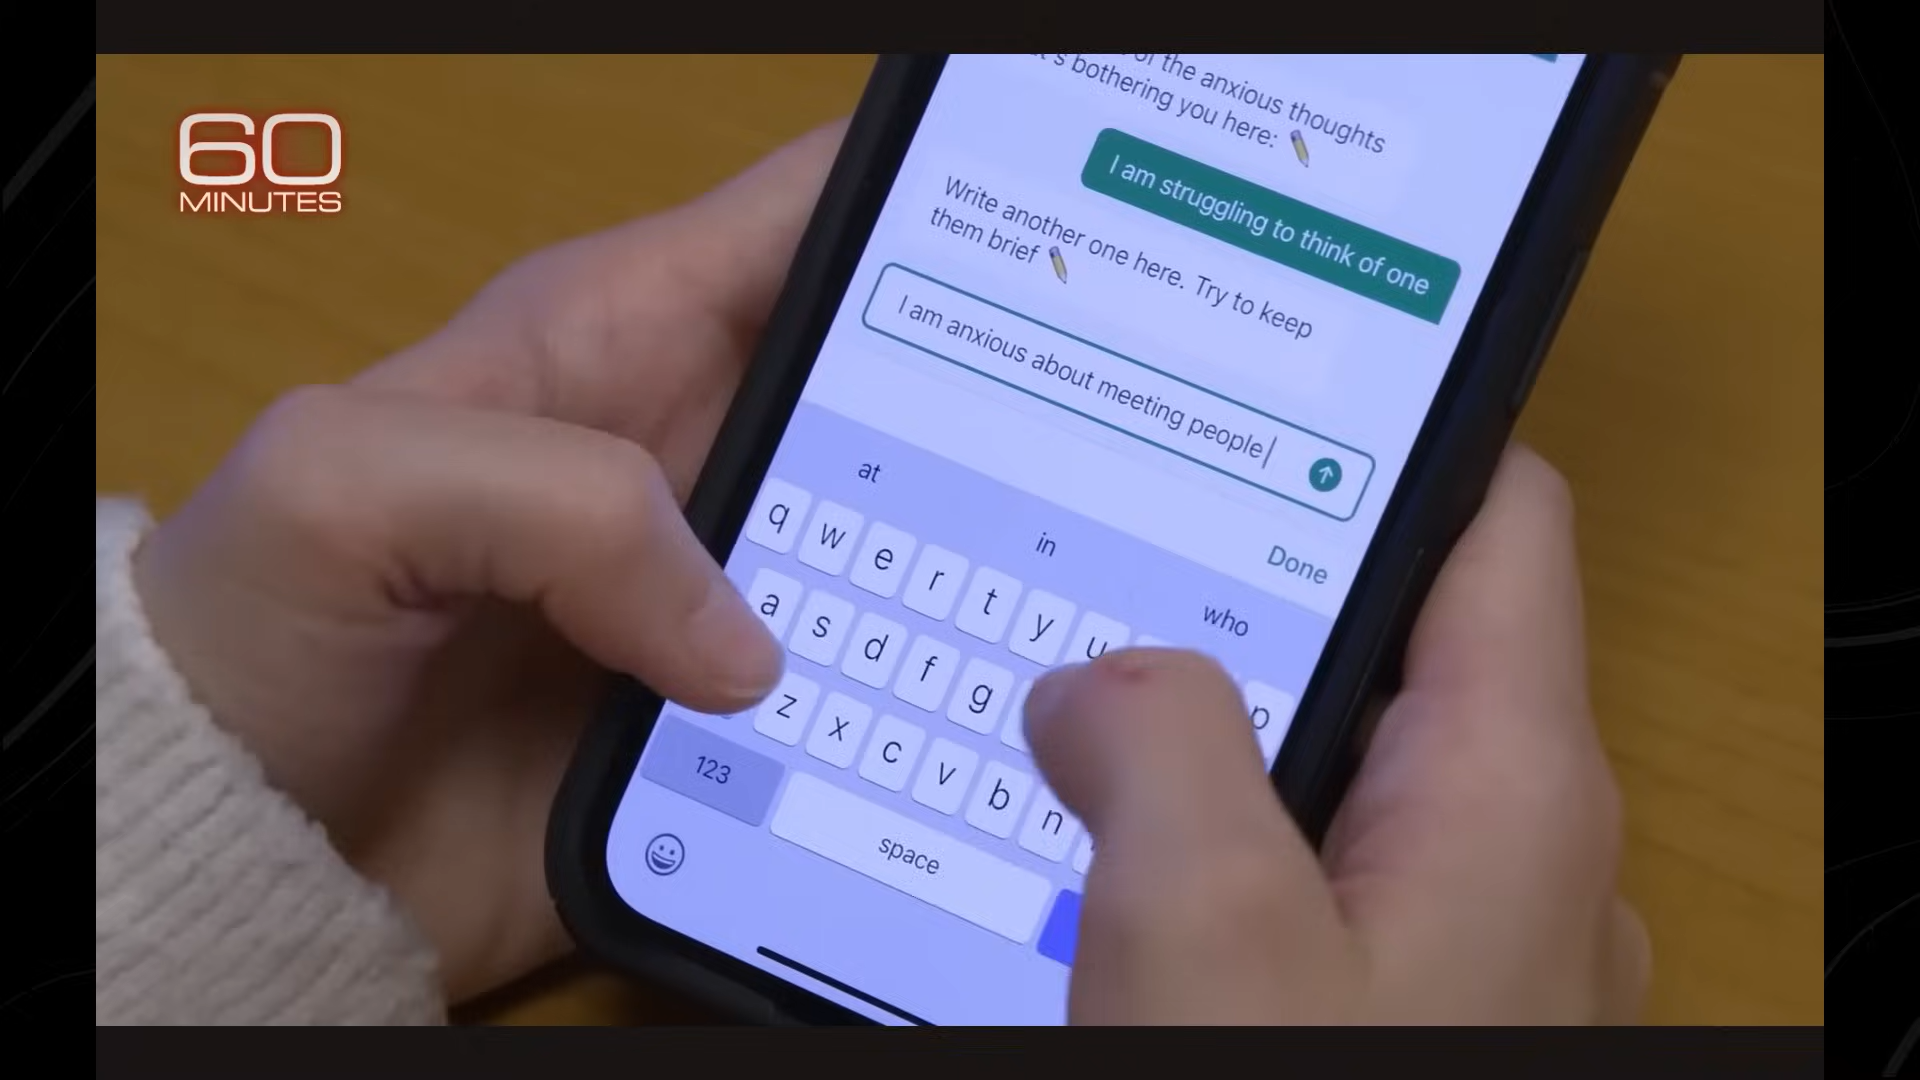 60
MINUTES
of the anxious thoughts
bothering you here:
I am struggling to think of one
Write another one here. Try to keep
them brief
I am anxious about meeting people
Done
at in who
q w e r t y u p
a s d f g
z x c v b n
123 space